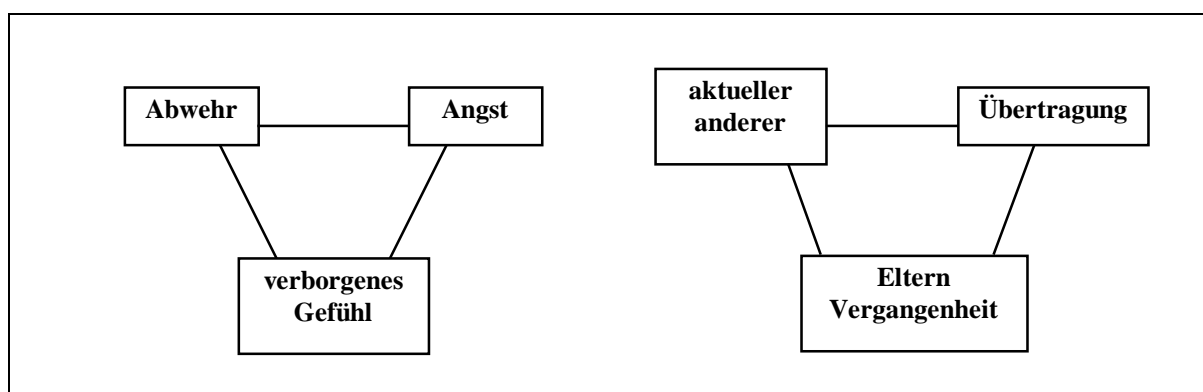 Abwehr
Angst
verborgenes
Gefühl
aktueller
anderer
Übertragung
Eltern
Vergangenheit